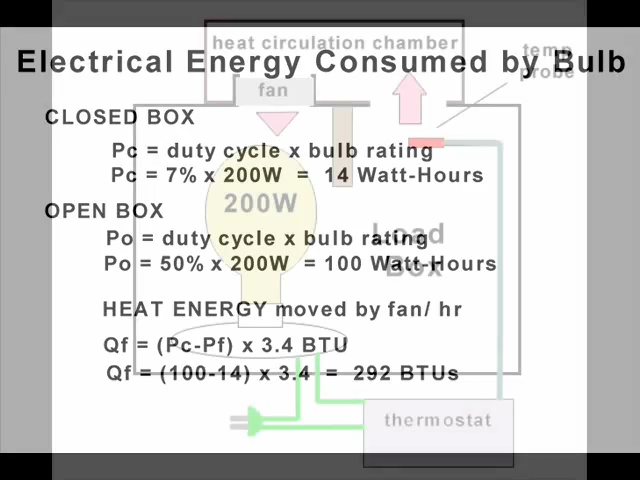 heat circulation chamber
Electrical Energy Consumed by Bulb
temp
probe
fan
CLOSED BOX
Pc = duty cycle x bulb rating
Pc = 7% x 200W = 14 Watt-Hours
200W
OPEN BOX
Po = duty cycle x bulb rating
Load
Box
Po = 50% x 200W = 100 Watt-Hours
HEAT ENERGY moved by fan/ hr
Qf = (Pc-Pf) x 3.4 BTU
Qf = (100-14) x 3.4 = 292 BTUs
thermostat